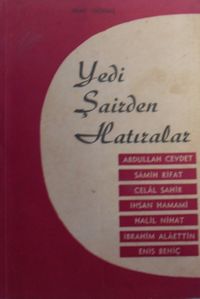 Yedi
Şairden
Hatıralar
ABDULLAH CEVDET
SAMİH RİFAT
CELÂL SAHİR
İHSAN HAMAMİ
HALİL NİHAT
İBRAHİM ALÂETTİN
ENİS BEHİÇ